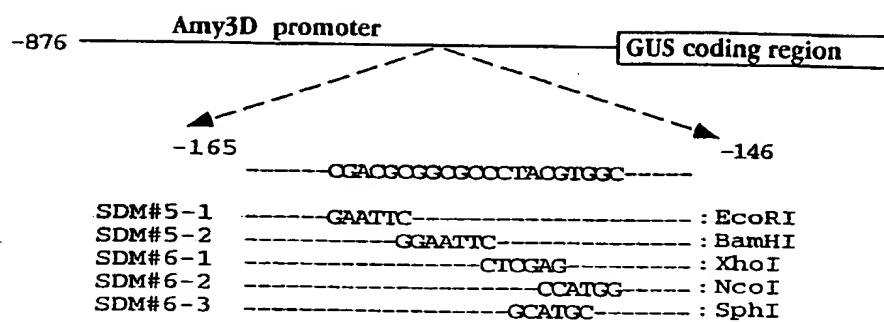 Amy3D promoter
-876 GUS coding region
-165 -146
------CGACGCGGCGCCCTACGTGGC-----
SDM#5-1 ------GAATTC-------------------- : EcoRI
SDM#5-2 -----------GGAATTC-------------- : BamHI
SDM#6-1 -----------------CTCGAG--------- : XhoI
SDM#6-2 ---------------------CCATGG----- : NcoI
SDM#6-3 -------------------GCATGC------- : SphI